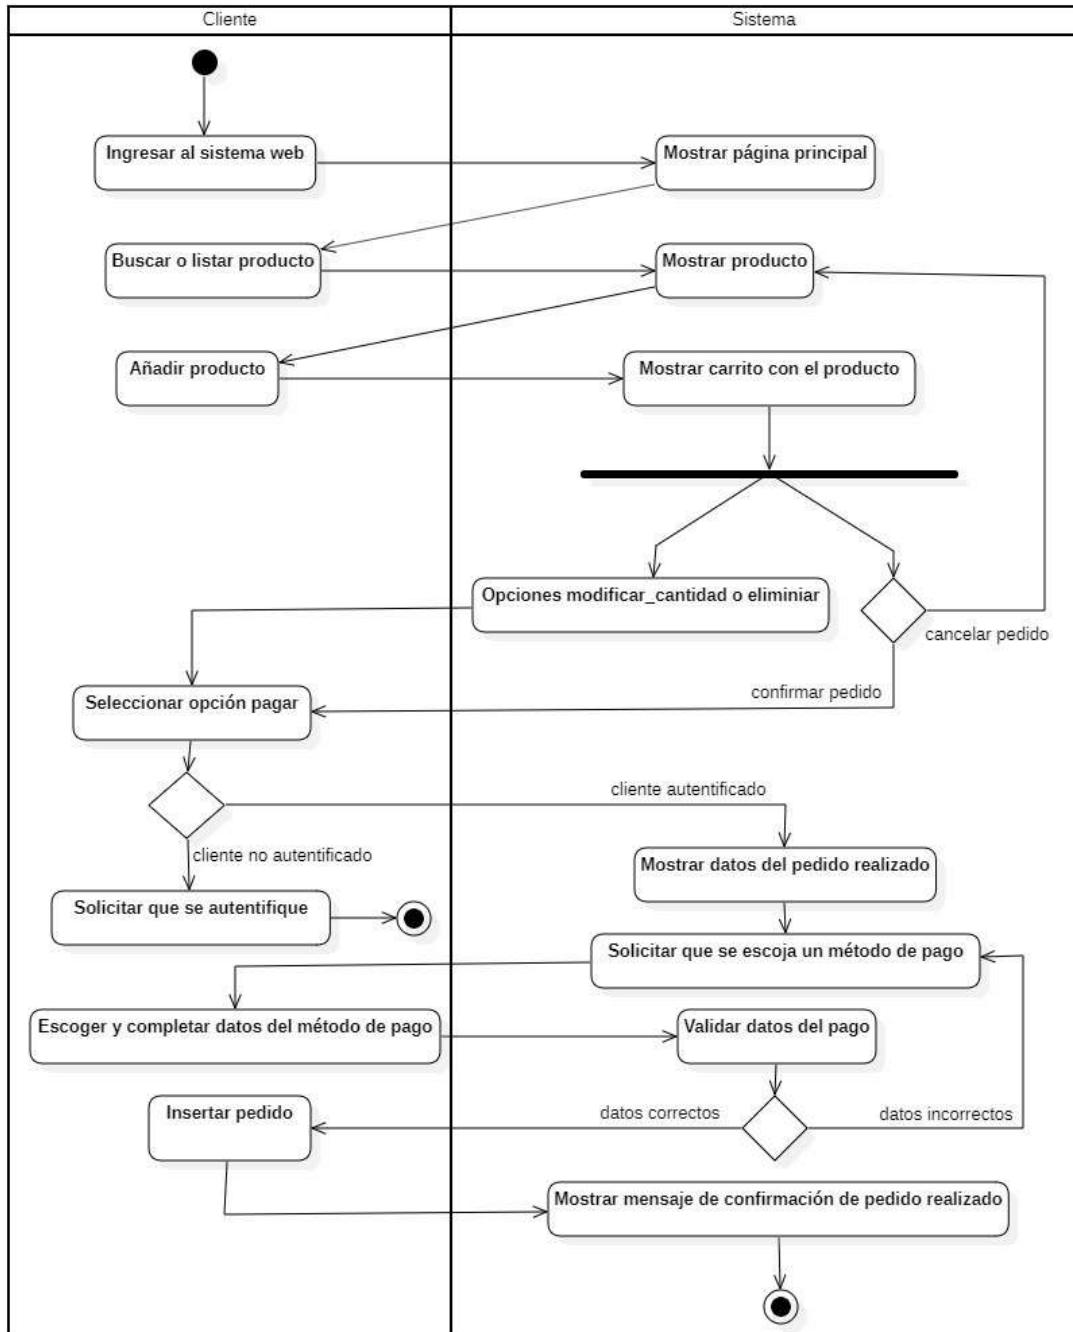 Cliente
Sistema
Ingresar al sistema web
Mostrar página principal
Buscar o listar producto
Mostrar producto
Añadir producto
Mostrar carrito con el producto
Opciones modificar_cantidad o eliminiar
cancelar pedido
confirmar pedido
Seleccionar opción pagar
cliente autentificado
cliente no autentificado
Mostrar datos del pedido realizado
Solicitar que se autentifique
Solicitar que se escoja un método de pago
Escoger y completar datos del método de pago
Validar datos del pago
Insertar pedido
datos correctos
datos incorrectos
Mostrar mensaje de confirmación de pedido realizado